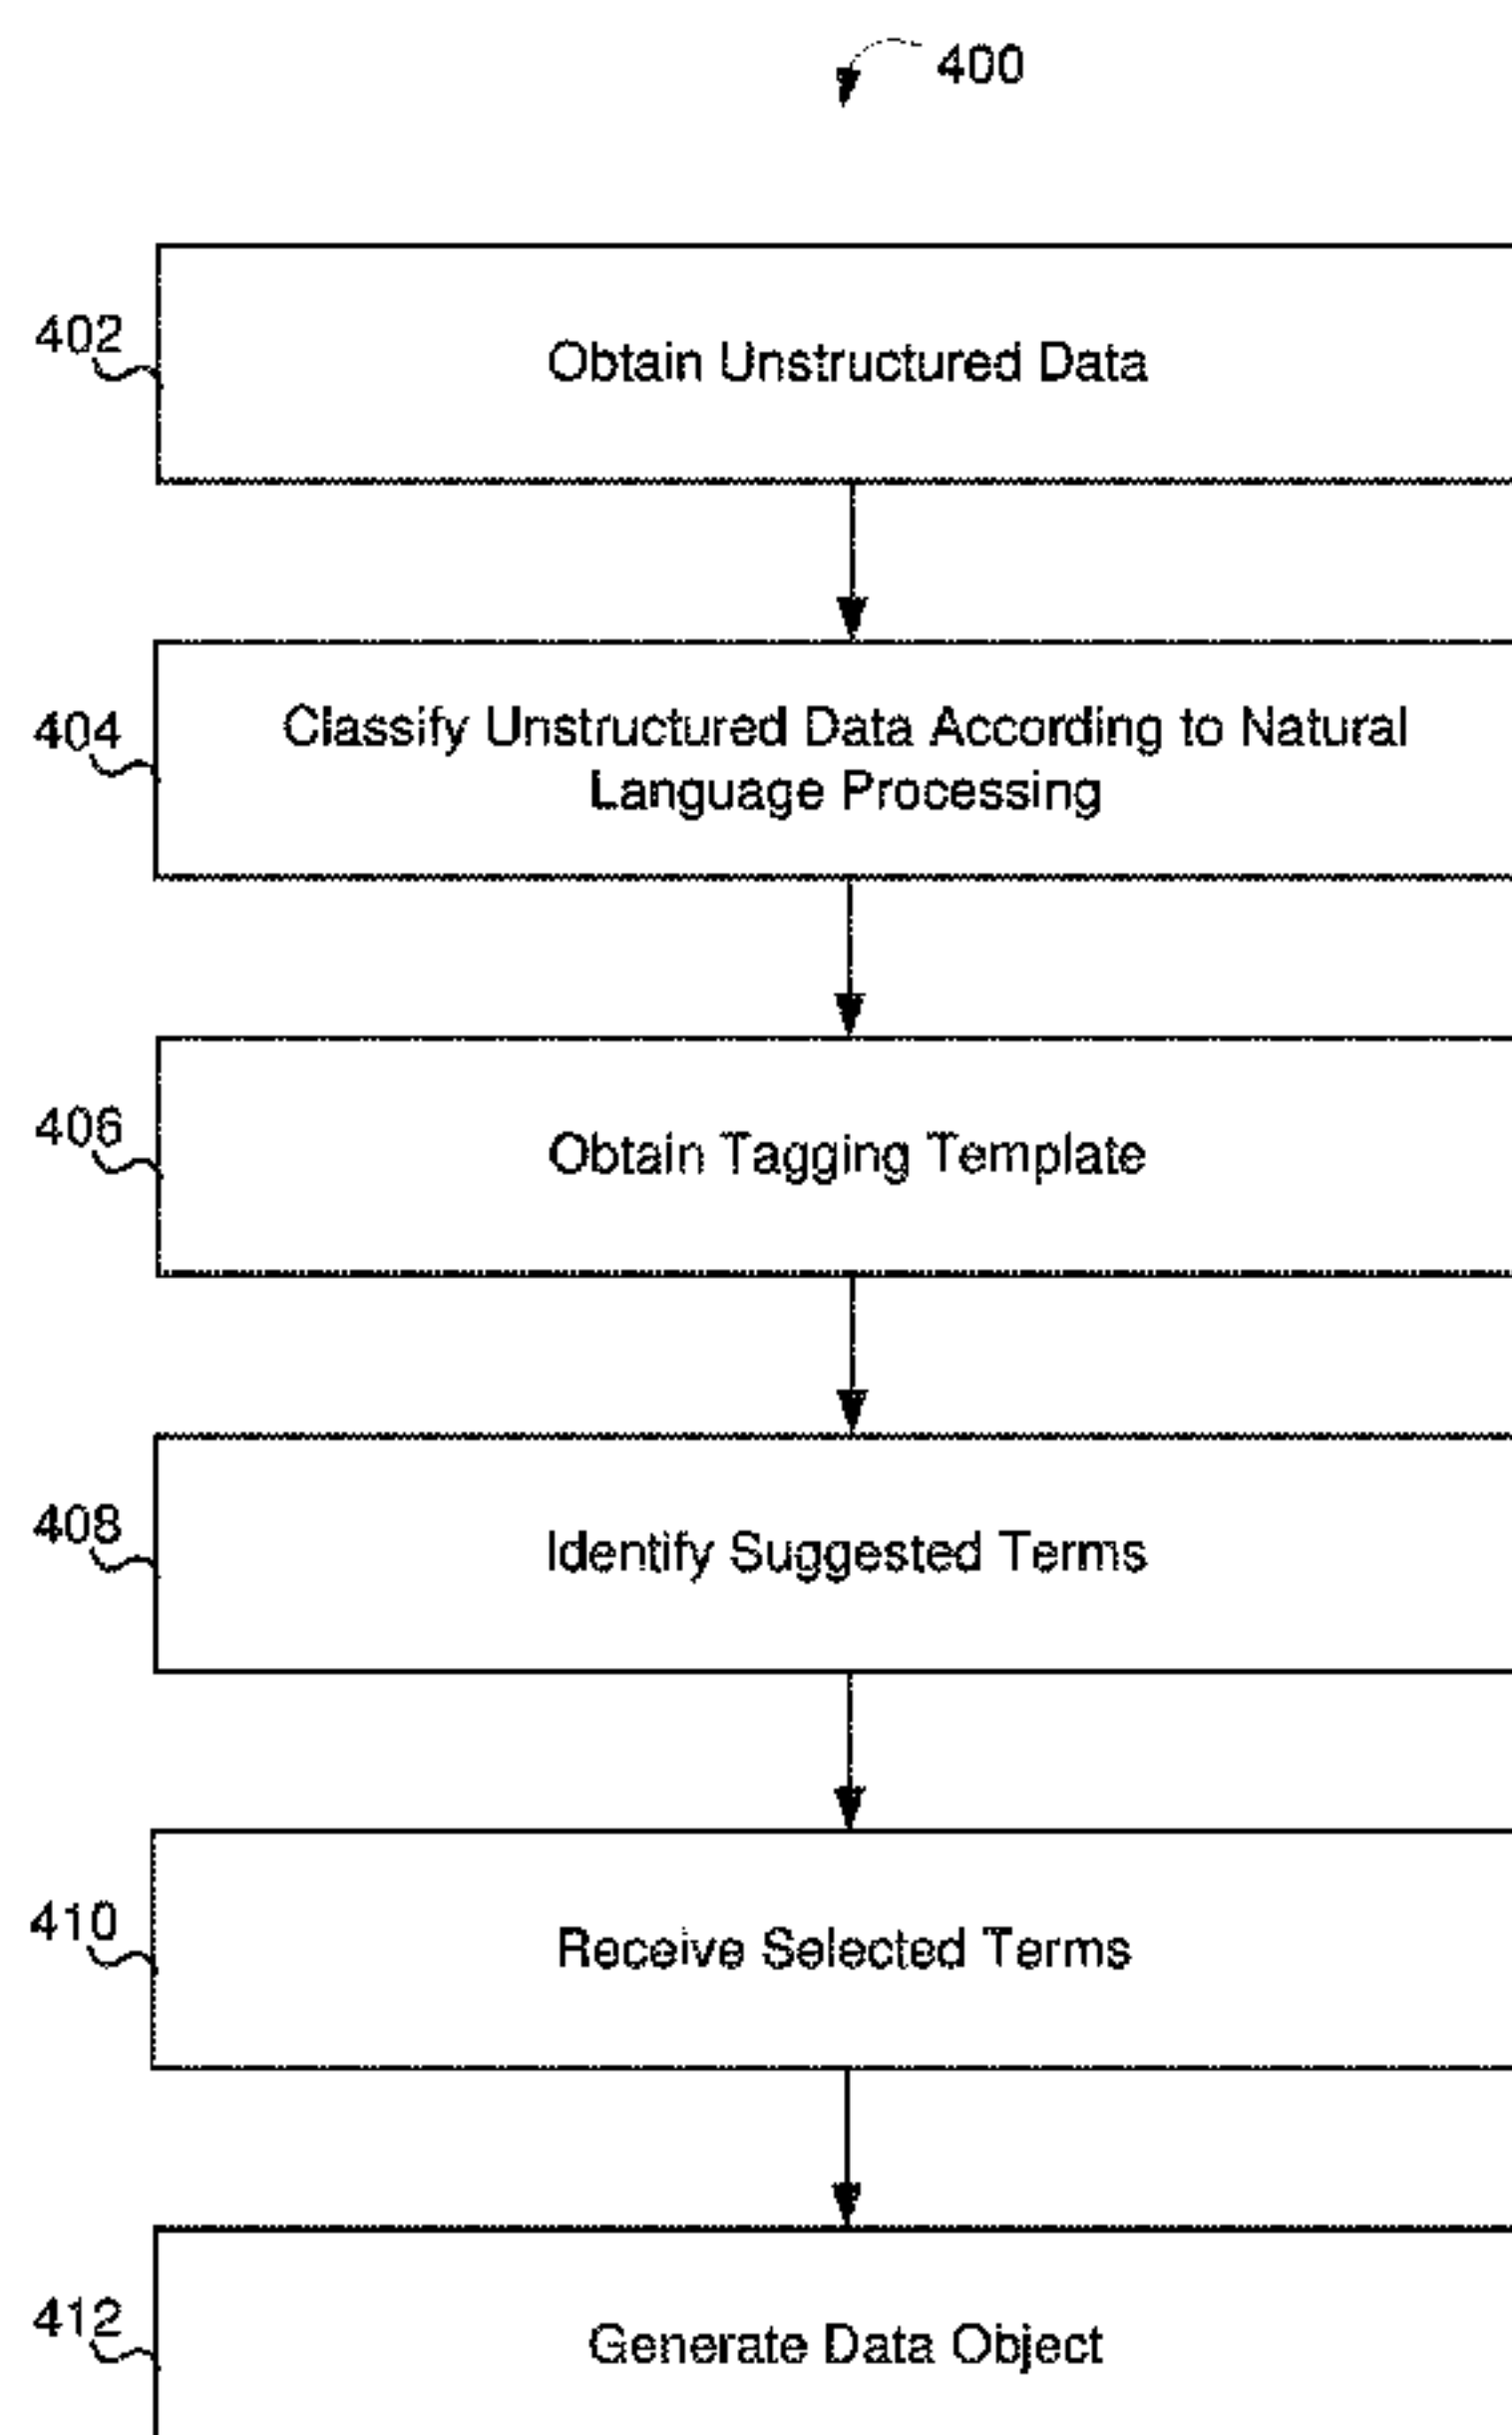 400
402
Obtain Unstructured Data
404
Classify Unstructured Data According to Natural
Language Processing
406
Obtain Tagging Template
408
Identify Suggested Terms
410
Receive Selected Terms
412
Generate Data Object